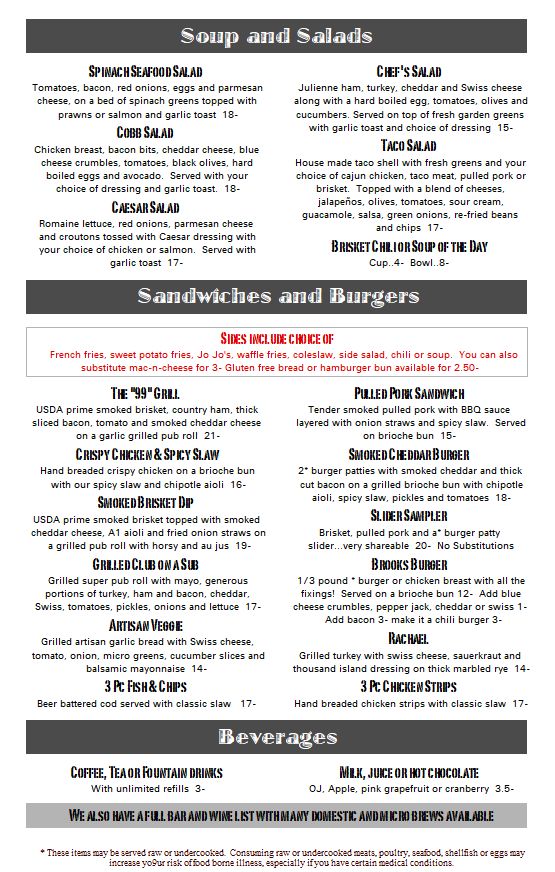 Soup and Salads
Spinach Seafood Salad
Tomatoes, bacon, red onions, eggs and parmesan
cheese, on a bed of spinach greens topped with
prawns or salmon and garlic toast 18-
Cobb Salad
Chicken breast, bacon bits, cheddar cheese, blue
cheese crumbles, tomatoes, black olives, hard
boiled eggs and avocado. Served with your
choice of dressing and garlic toast. 18-
Caesar Salad
Romaine lettuce, red onions, parmesan cheese
and croutons tossed with Caesar dressing with
your choice of chicken or salmon. Served with
garlic toast 17-
Chef's Salad
Julienne ham, turkey, cheddar and Swiss cheese
along with a hard boiled egg, tomatoes, olives and
cucumbers. Served on top of fresh garden greens
with garlic toast and choice of dressing 15-
Taco Salad
House made taco shell with fresh greens and your
choice of cajun chicken, taco meat, pulled pork or
brisket. Topped with a blend of cheeses,
jalapeños, olives, tomatoes, sour cream,
guacamole, salsa, green onions, re-fried beans
and chips 17-
Brisket Chili or Soup of the Day
Cup..4- Bowl..8-
Sandwiches and Burgers
Sides include choice of
French fries, sweet potato fries, Jo Jo's, waffle fries, coleslaw, side salad, chili or soup. You can also
substitute mac-n-cheese for 3- Gluten free bread or hamburger bun available for 2.50-
The "99" Grill
USDA prime smoked brisket, country ham, thick
sliced bacon, tomato and smoked cheddar cheese
on a garlic grilled pub roll 21-
Crispy Chicken & Spicy Slaw
Hand breaded crispy chicken on a brioche bun
with our spicy slaw and chipotle aioli 16-
Smoked Brisket Dip
USDA prime smoked brisket topped with smoked
cheddar cheese, A1 aioli and fried onion straws on
a grilled pub roll with horsy and au jus 19-
Grilled Club on a Sub
Grilled super pub roll with mayo, generous
portions of turkey, ham and bacon, cheddar,
Swiss, tomatoes, pickles, onions and lettuce 17-
Artisan Veggie
Grilled artisan garlic bread with Swiss cheese,
tomato, onion, micro greens, cucumber slices and
balsamic mayonnaise 14-
3 Pc Fish & Chips
Beer battered cod served with classic slaw 17-
Pulled Pork Sandwich
Tender smoked pulled pork with BBQ sauce
layered with onion straws and spicy slaw. Served
on brioche bun 15-
Smoked Cheddar Burger
2* burger patties with smoked cheddar and thick
cut bacon on a grilled brioche bun with chipotle
aioli, spicy slaw, pickles and tomatoes 18-
Slider Sampler
Brisket, pulled pork and a* burger patty
slider...very shareable 20- No Substitutions
Brooks Burger
1/3 pound * burger or chicken breast with all the
fixings! Served on a brioche bun 12- Add blue
cheese crumbles, pepper jack, cheddar or swiss 1-
Add bacon 3- make it a chili burger 3-
Rachael
Grilled turkey with swiss cheese, sauerkraut and
thousand island dressing on thick marbled rye 14-
3 Pc Chicken Strips
Hand breaded chicken strips with classic slaw 17-
Beverages
Coffee, Tea or Fountain drinks
With unlimited refills 3-
Milk, juice or hot chocolate
OJ, Apple, pink grapefruit or cranberry 3.5-
We also have a full bar and wine list with many domestic and micro brews available
* These items may be served raw or undercooked. Consuming raw or undercooked meats, poultry, seafood, shellfish or eggs may
increase yo9ur risk of food borne illness, especially if you have certain medical conditions.